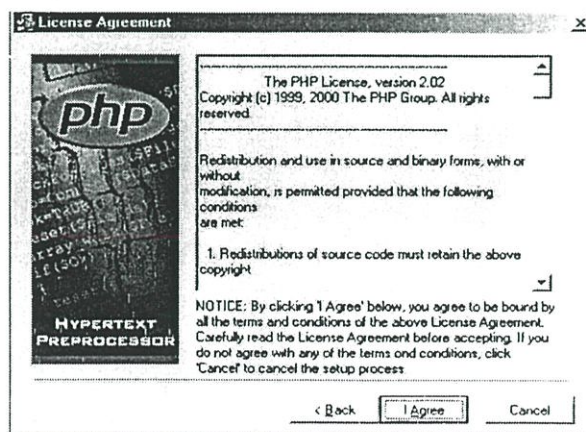 License Agreement
php
HYPERTEXT
PREPROCESSOR
The PHP License, version 2.02
Copyright (c) 1999, 2000 The PHP Group. All rights
reserved.
Redistribution and use in source and binary forms, with or
without
modification, is permitted provided that the following
conditions
are met:
1. Redistributions of source code must retain the above
copyright
NOTICE: By clicking 'I Agree' below, you agree to be bound by
all the terms and conditions of the above License Agreement.
Carefully read the License Agreement before accepting. If you
do not agree with any of the terms and conditions, click
'Cancel' to cancel the setup process
< Back
I Agree
Cancel